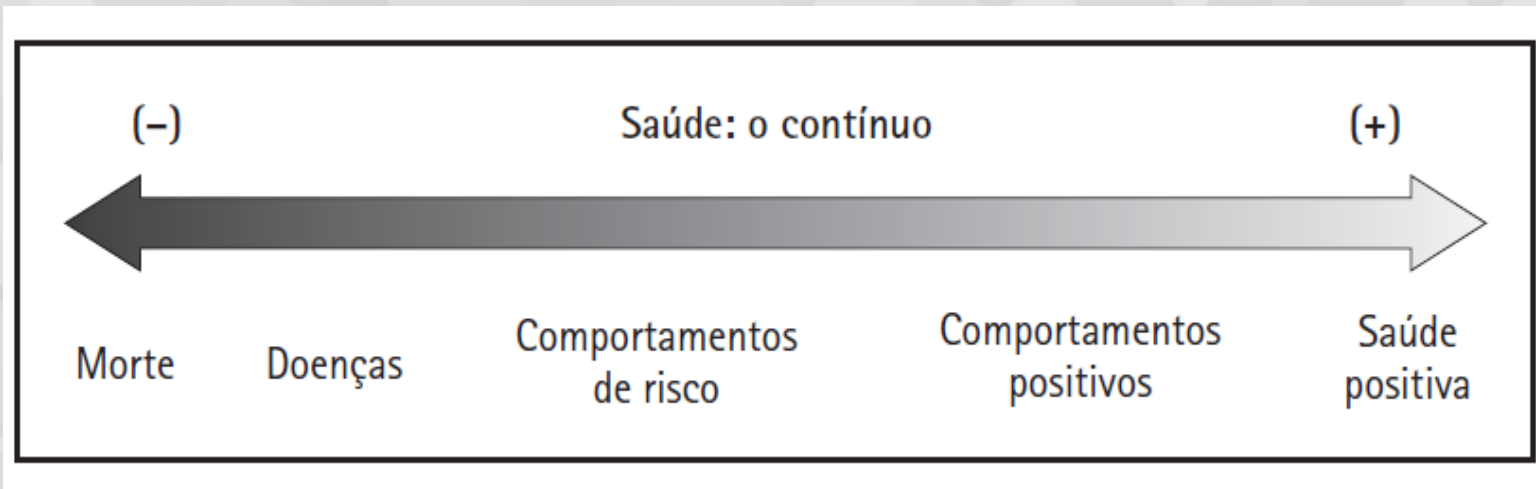 (–) Saúde: o contínuo (+)
Morte
Doenças
Comportamentos
de risco
Comportamentos
positivos
Saúde
positiva